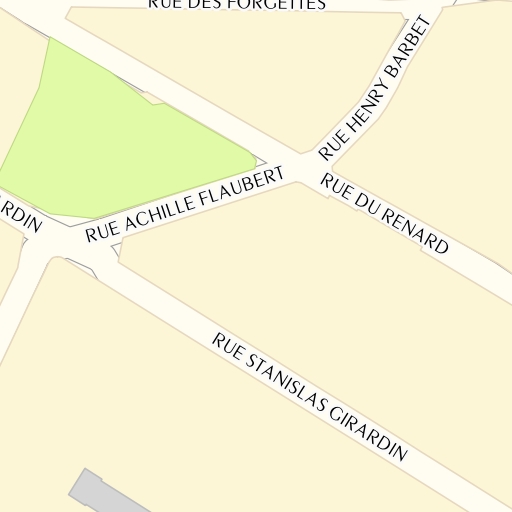 RUE DES FORGETTES
RUE HENRY BARBET
RUE ACHILLE FLAUBERT
RUE DU RENARD
RDIN
RUE STANISLAS GIRARDIN